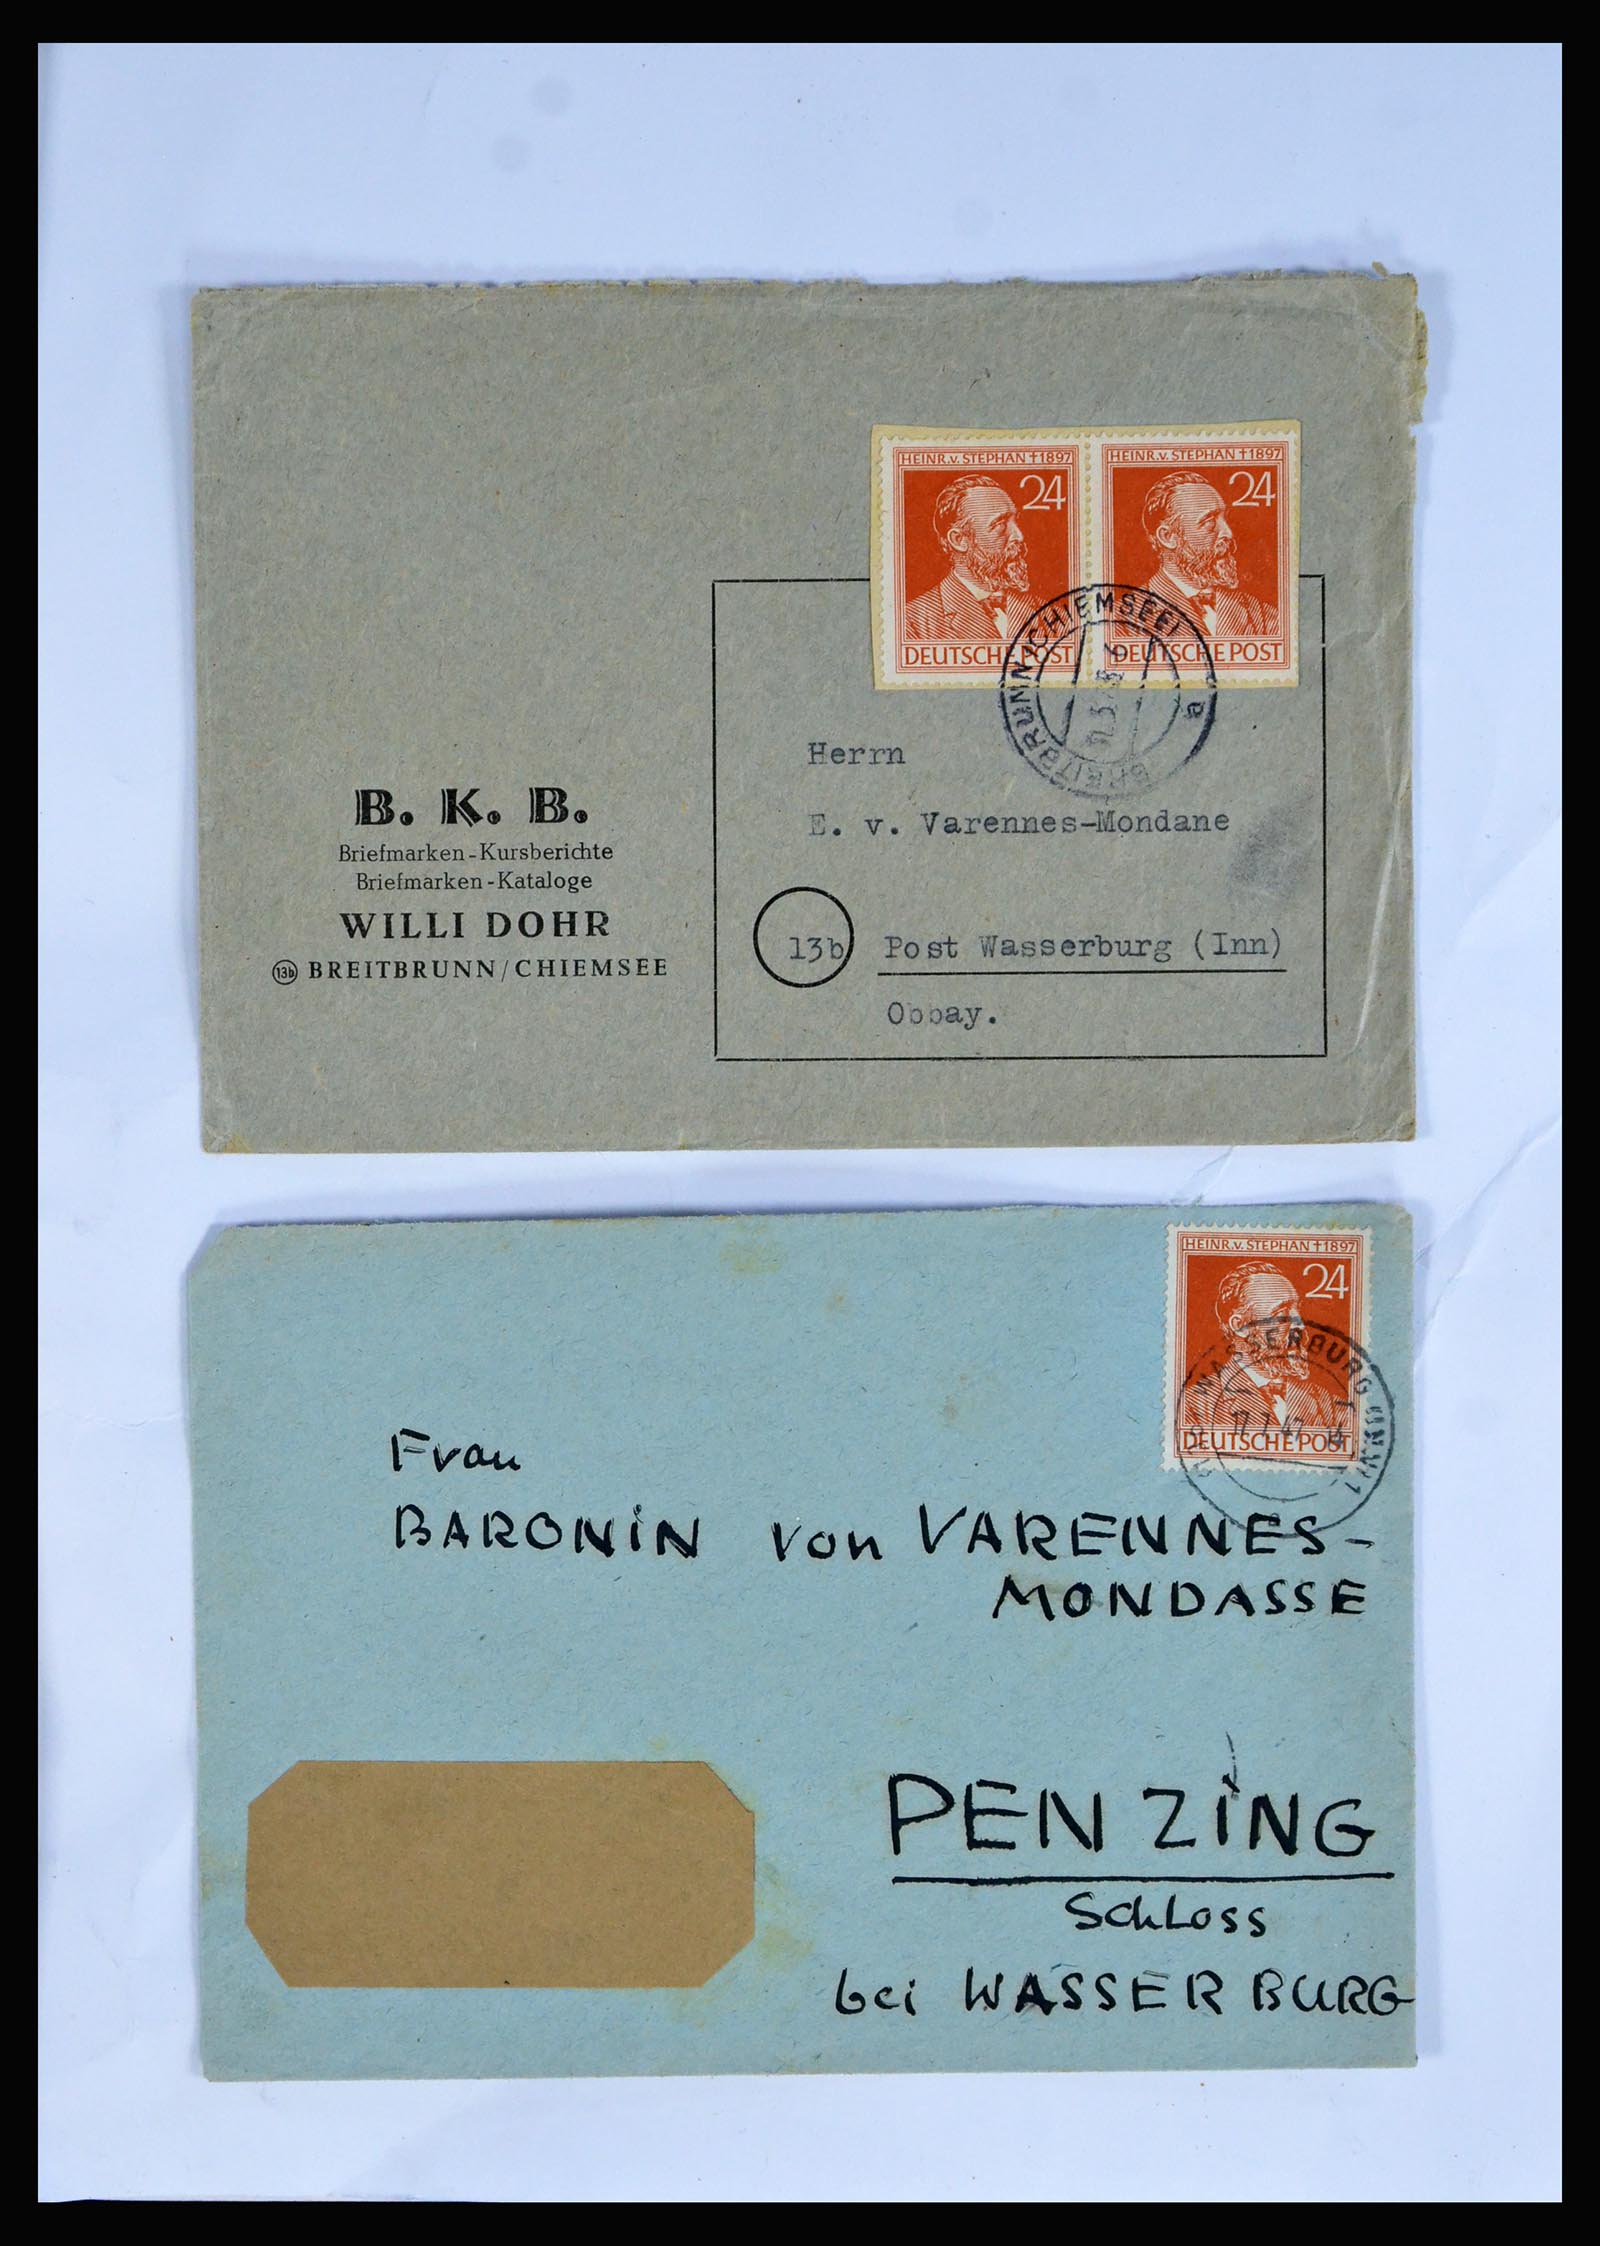 HEINR.v.STEPHAN †1897
24
DEUTSCHE POST
HEINR.v.STEPHAN †1897
24
DEUTSCHE POST
BREITBRUNN (CHIEMSEE)
a
Herrn
E. v. Varennes-Mondane
13b Post Wasserburg (Inn)
Obbay.
B. K. B.
Briefmarken-Kursberichte
Briefmarken-Kataloge
WILLI DOHR
13b BREITBRUNN/CHIEMSEE
HEINR.v.STEPHAN †1897
24
DEUTSCHE POST
WASSERBURG (INN) 1
Frau
BARONIN von VARENNES-
MONDASSE
PENZING
Schloss
bei WASSERBURG